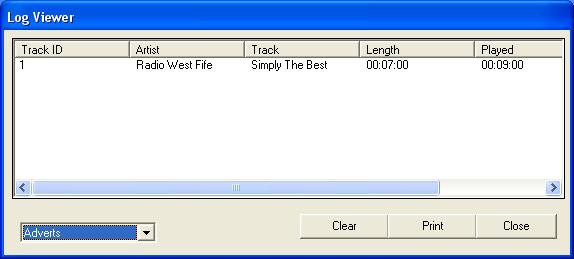 Log Viewer
Track ID Artist Track Length Played
1 Radio West Fife Simply The Best 00:07:00 00:09:00
Adverts Clear Print Close